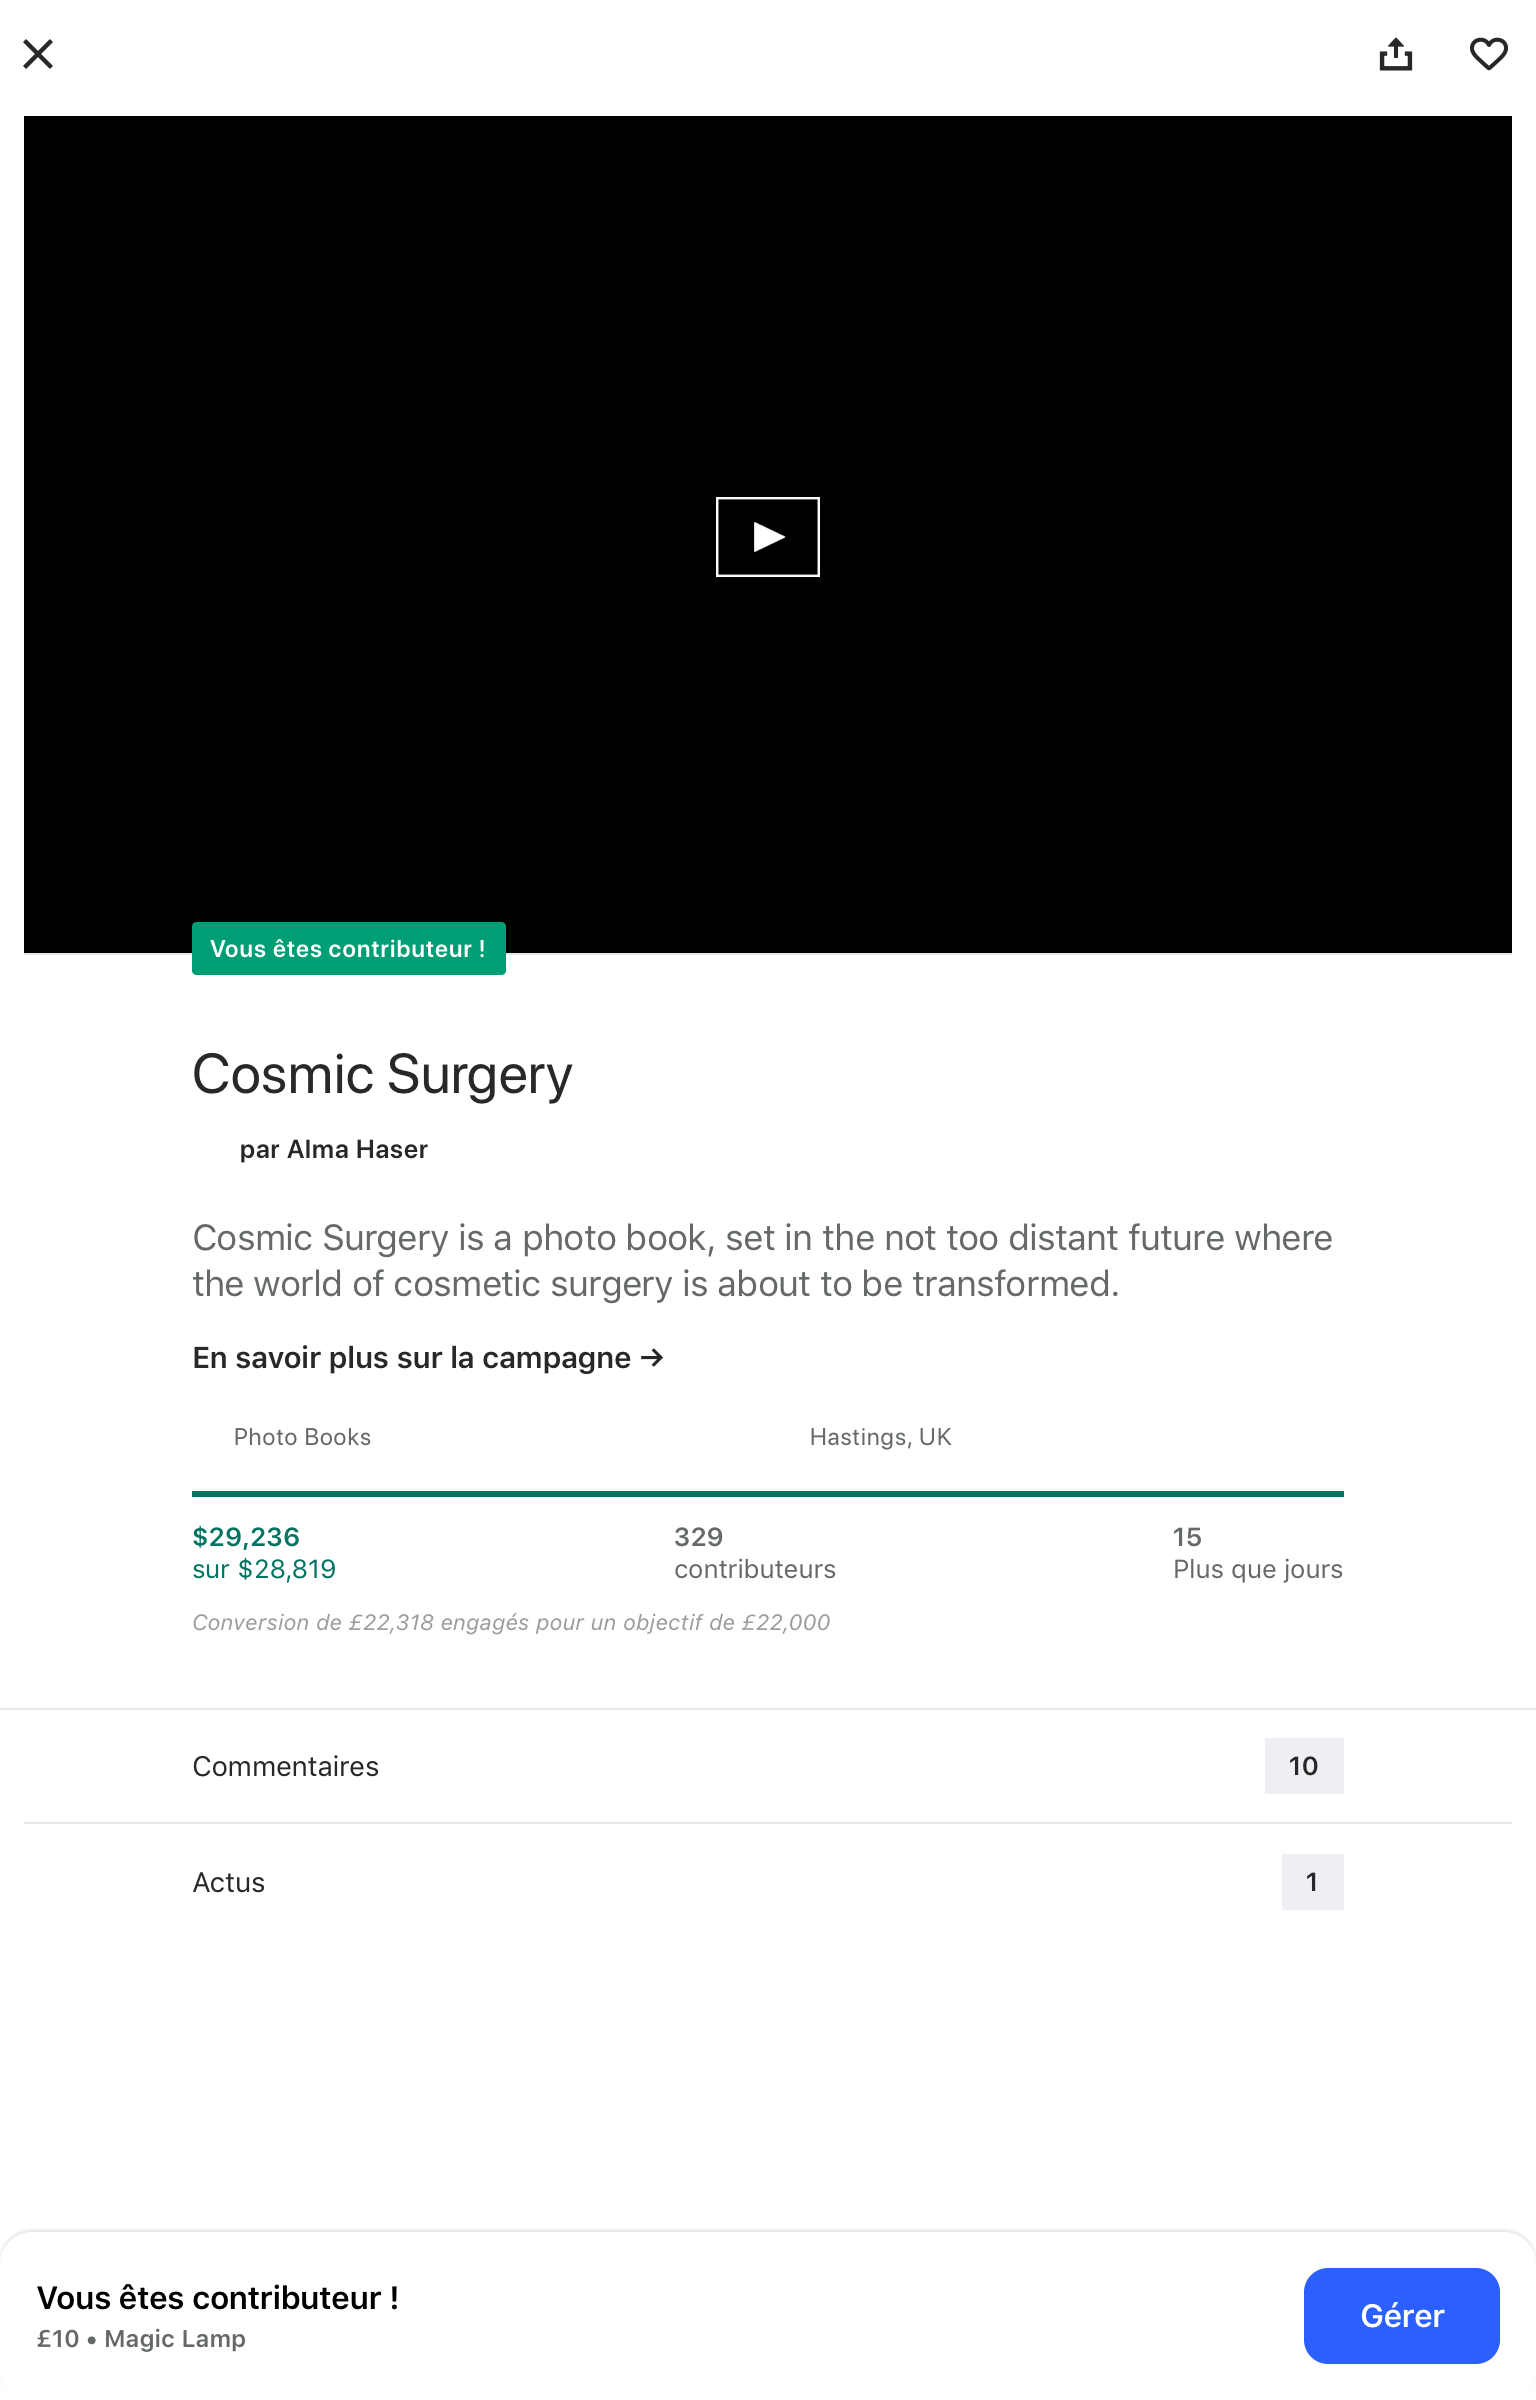 Vous êtes contributeur !
Cosmic Surgery
par Alma Haser
Cosmic Surgery is a photo book, set in the not too distant future where
the world of cosmetic surgery is about to be transformed.
En savoir plus sur la campagne →
Photo Books
Hastings, UK
$29,236
sur $28,819
329
contributeurs
15
Plus que jours
Conversion de £22,318 engagés pour un objectif de £22,000
Commentaires
10
Actus
1
Vous êtes contributeur !
£10 • Magic Lamp
Gérer